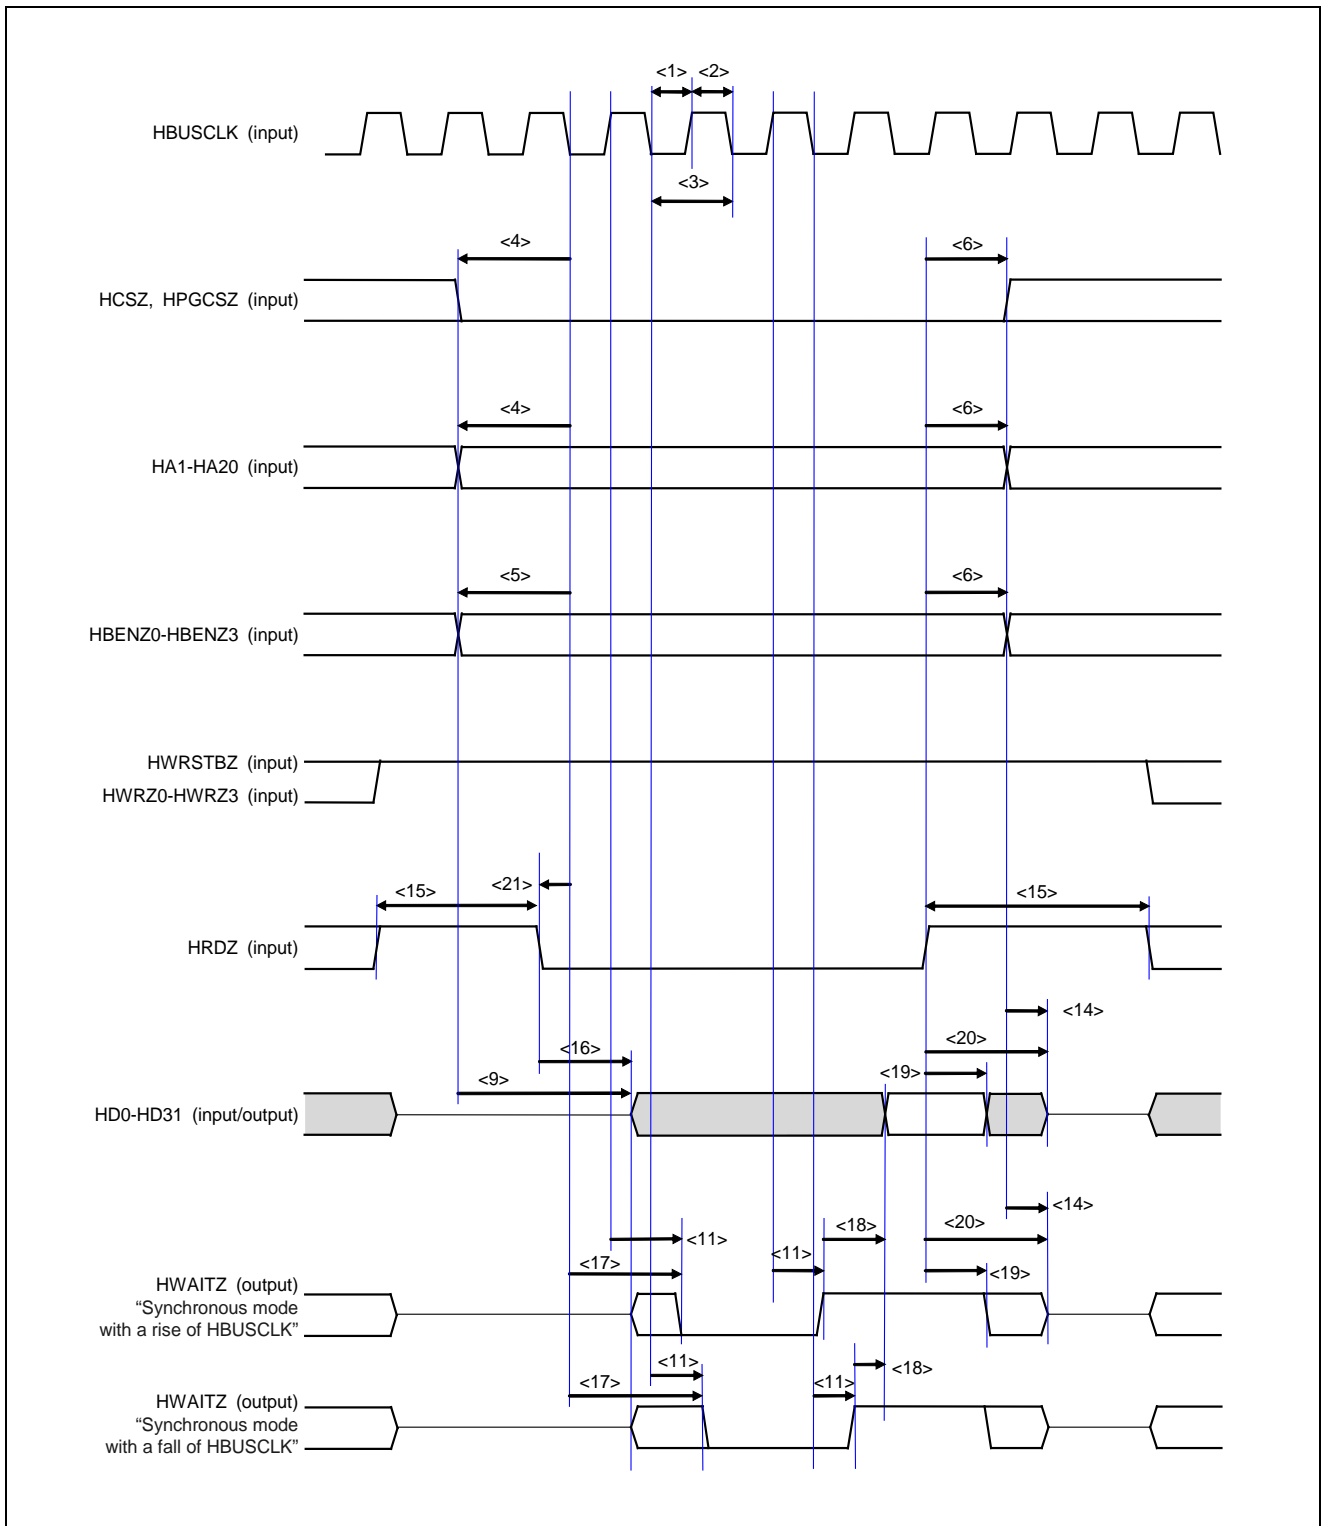 <1> <2>
HBUSCLK (input)
<3>
<4> <6>
HCSZ, HPGCSZ (input)
<4> <6>
HA1-HA20 (input)
<5> <6>
HBENZ0-HBENZ3 (input)
HWRSTBZ (input)
HWRZ0-HWRZ3 (input)
<15> <21> <15>
HRDZ (input)
<14>
<16> <20>
<9> <19>
HD0-HD31 (input/output)
<14>
<11> <18> <20>
<17> <11> <19>
HWAITZ (output)
“Synchronous mode
with a rise of HBUSCLK”
<11> <18>
<17> <11>
HWAITZ (output)
“Synchronous mode
with a fall of HBUSCLK”